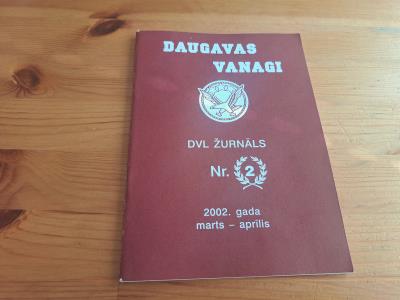 DAUGAVAS
VANAGI
DVL ŽURNĀLS
Nr. 2
2002. gada
marts – aprīlis